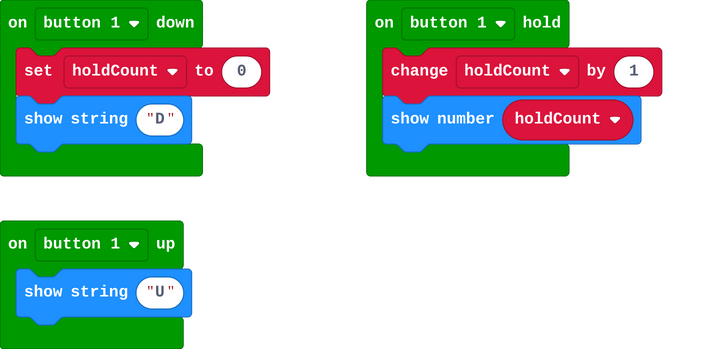 on button 1 down
set holdCount to 0
show string "D"
on button 1 hold
change holdCount by 1
show number holdCount
on button 1 up
show string "U"